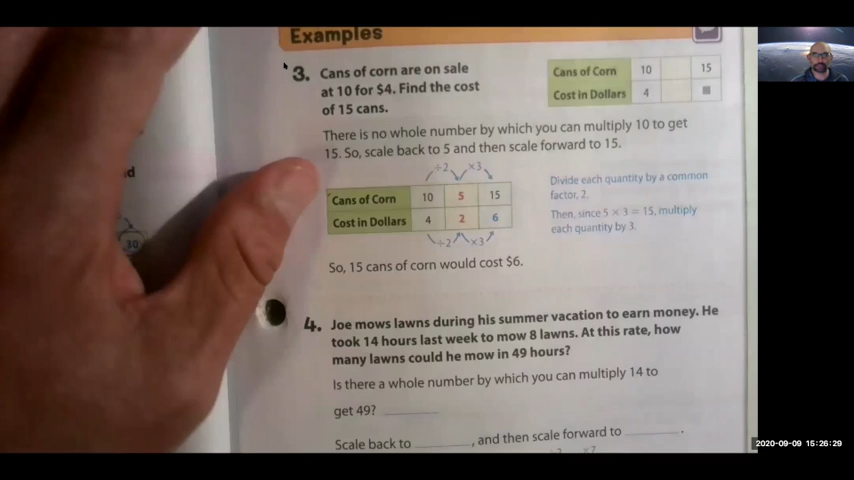 Examples
3. Cans of corn are on sale
at 10 for $4. Find the cost
of 15 cans.
Cans of Corn 10 15
Cost in Dollars 4 ■
There is no whole number by which you can multiply 10 to get
15. So, scale back to 5 and then scale forward to 15.
÷2 ×3
Cans of Corn 10 5 15
Cost in Dollars 4 2 6
÷2 ×3
Divide each quantity by a common
factor, 2.
Then, since 5 × 3 = 15, multiply
each quantity by 3.
So, 15 cans of corn would cost $6.
d
30
4. Joe mows lawns during his summer vacation to earn money. He
took 14 hours last week to mow 8 lawns. At this rate, how
many lawns could he mow in 49 hours?
Is there a whole number by which you can multiply 14 to
get 49? ________
Scale back to ________, and then scale forward to ________.
×7
2020-09-09 15:26:29